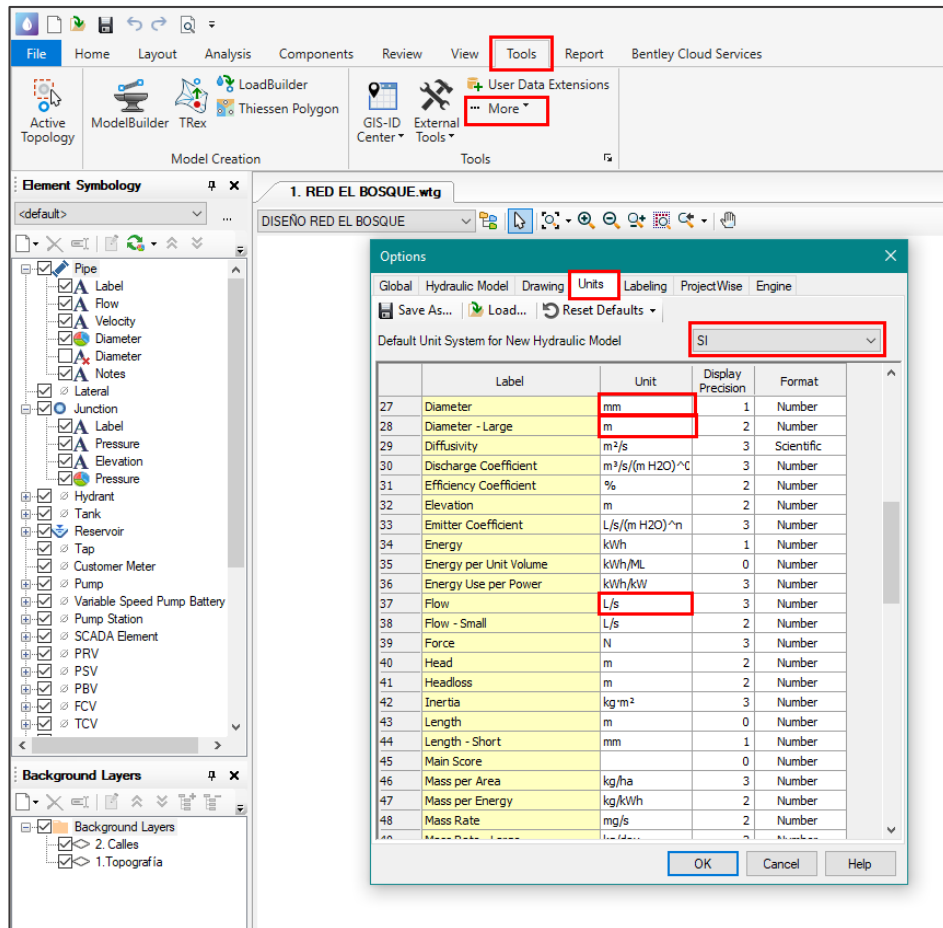 File Home Layout Analysis Components Review View Tools Report Bentley Cloud Services
Active Topology
ModelBuilder
TRex
LoadBuilder
Thiessen Polygon
Model Creation
GIS-ID Center
External Tools
User Data Extensions
More
Tools
Element Symbology
<default>
...
Pipe
Label
Flow
Velocity
Diameter
Diameter
Notes
Lateral
Junction
Label
Pressure
Elevation
Pressure
Hydrant
Tank
Reservoir
Tap
Customer Meter
Pump
Variable Speed Pump Battery
Pump Station
SCADA Element
PRV
PSV
PBV
FCV
TCV
Background Layers
Background Layers
2. Calles
1.Topografía
1. RED EL BOSQUE.wtg
DISEÑO RED EL BOSQUE
Options
Global Hydraulic Model Drawing Units Labeling ProjectWise Engine
Save As... Load... Reset Defaults
Default Unit System for New Hydraulic Model SI
Label Unit Display Precision Format
27 Diameter mm 1 Number
28 Diameter - Large m 2 Number
29 Diffusivity m²/s 3 Scientific
30 Discharge Coefficient m³/s/(m H2O)^0 3 Number
31 Efficiency Coefficient % 2 Number
32 Elevation m 2 Number
33 Emitter Coefficient L/s/(m H2O)^n 3 Number
34 Energy kWh 1 Number
35 Energy per Unit Volume kWh/ML 0 Number
36 Energy Use per Power kWh/kW 3 Number
37 Flow L/s 3 Number
38 Flow - Small L/s 2 Number
39 Force N 3 Number
40 Head m 2 Number
41 Headloss m 2 Number
42 Inertia kg·m² 3 Number
43 Length m 0 Number
44 Length - Short mm 1 Number
45 Main Score 0 Number
46 Mass per Area kg/ha 3 Number
47 Mass per Energy kg/kWh 2 Number
48 Mass Rate mg/s 2 Number
OK Cancel Help